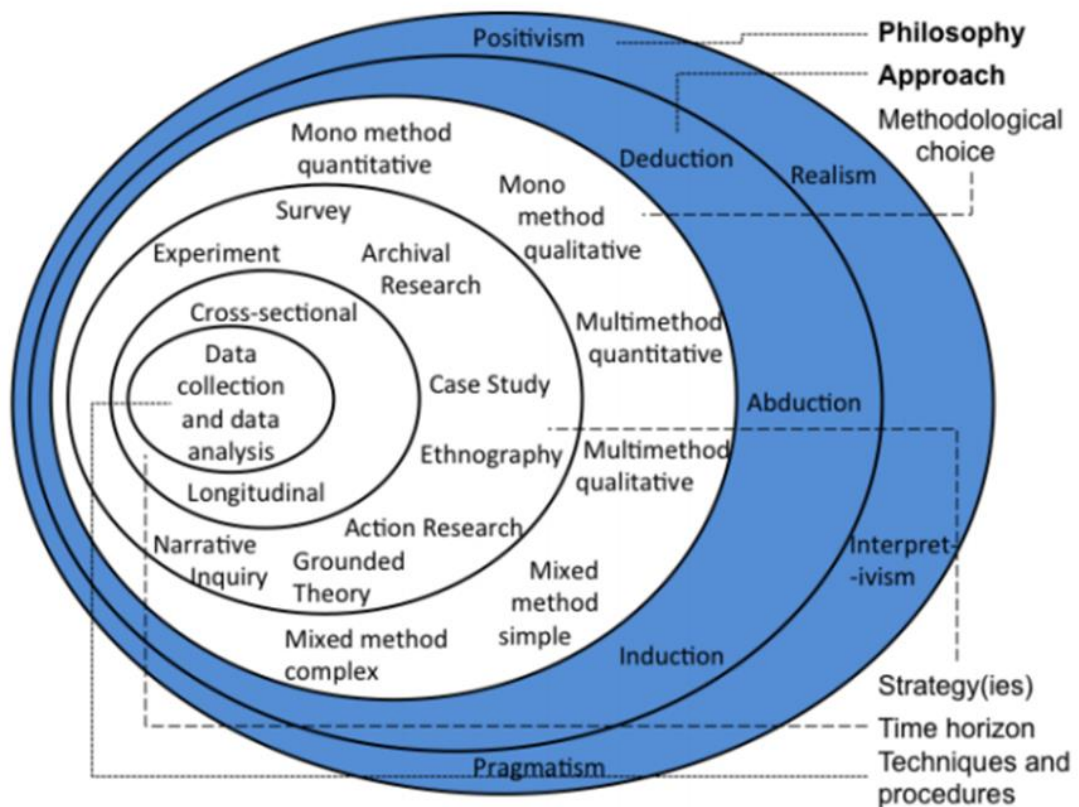 Positivism
Philosophy
Approach
Methodological
choice
Mono method
quantitative
Deduction
Realism
Mono
method
qualitative
Survey
Experiment
Archival
Research
Cross-sectional
Multimethod
quantitative
Data
collection
and data
analysis
Case Study
Abduction
Ethnography
Multimethod
qualitative
Longitudinal
Action Research
Narrative
Inquiry
Grounded
Theory
Interpret-
-ivism
Mixed
method
simple
Mixed method
complex
Induction
Strategy(ies)
Time horizon
Techniques and
procedures
Pragmatism